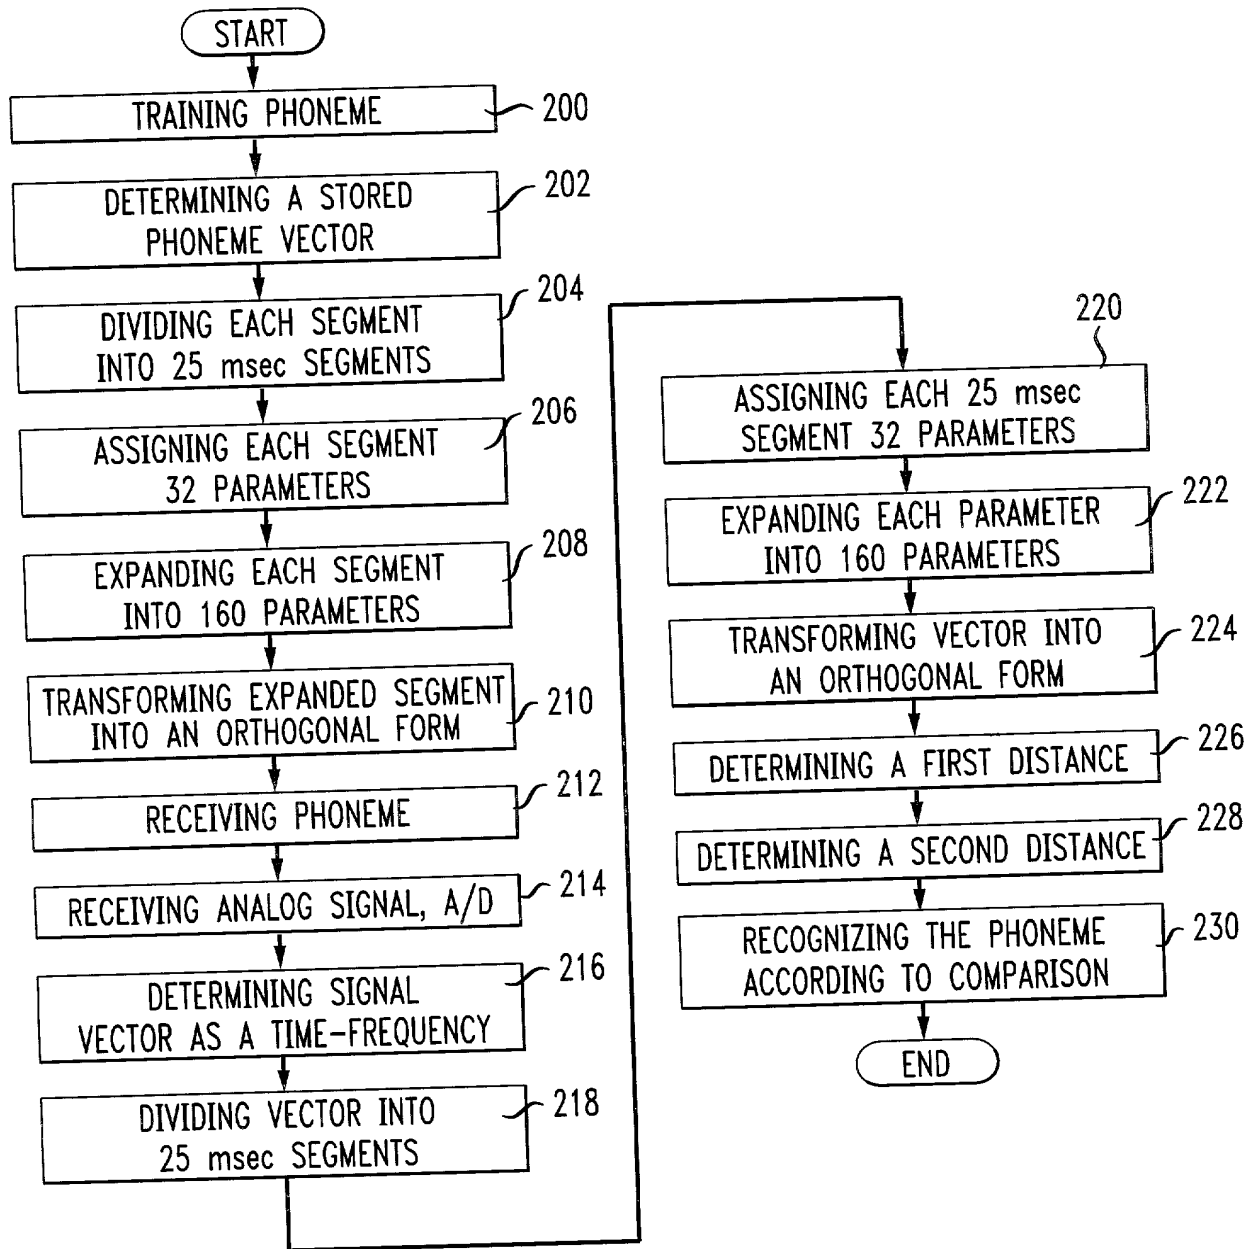 START
TRAINING PHONEME
200
DETERMINING A STORED
PHONEME VECTOR
202
DIVIDING EACH SEGMENT
INTO 25 msec SEGMENTS
204
ASSIGNING EACH SEGMENT
32 PARAMETERS
206
EXPANDING EACH SEGMENT
INTO 160 PARAMETERS
208
TRANSFORMING EXPANDED SEGMENT
INTO AN ORTHOGONAL FORM
210
RECEIVING PHONEME
212
RECEIVING ANALOG SIGNAL, A/D
214
DETERMINING SIGNAL
VECTOR AS A TIME-FREQUENCY
216
DIVIDING VECTOR INTO
25 msec SEGMENTS
218
ASSIGNING EACH 25 msec
SEGMENT 32 PARAMETERS
220
EXPANDING EACH PARAMETER
INTO 160 PARAMETERS
222
TRANSFORMING VECTOR INTO
AN ORTHOGONAL FORM
224
DETERMINING A FIRST DISTANCE
226
DETERMINING A SECOND DISTANCE
228
RECOGNIZING THE PHONEME
ACCORDING TO COMPARISON
230
END